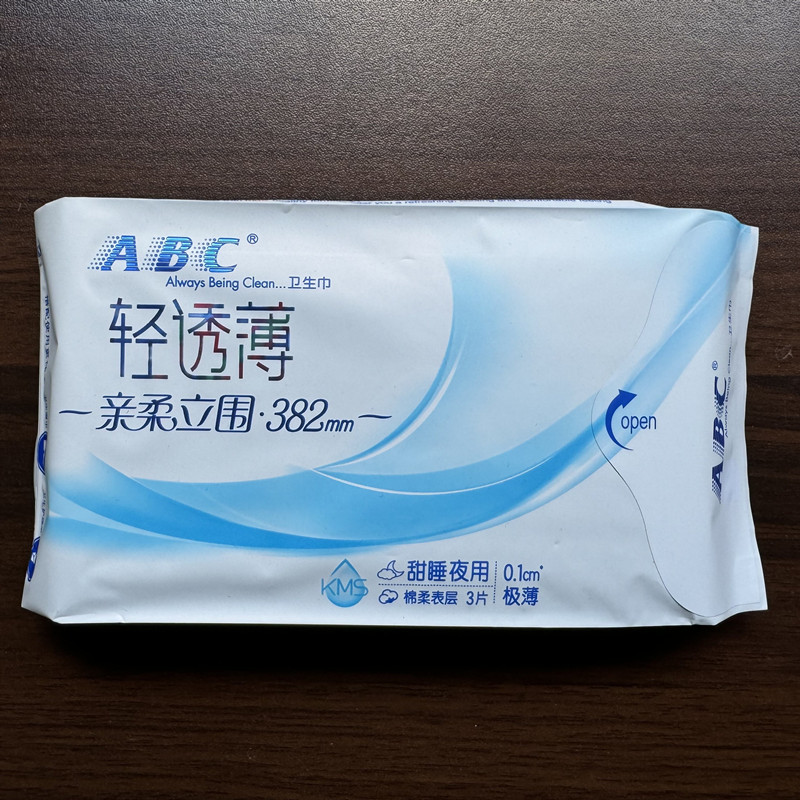 ABC®
Always Being Clean...卫生巾
轻透薄
亲柔立围·382mm
open
ABC®
KMS
甜睡夜用
棉柔表层 3片
0.1cm*
极薄